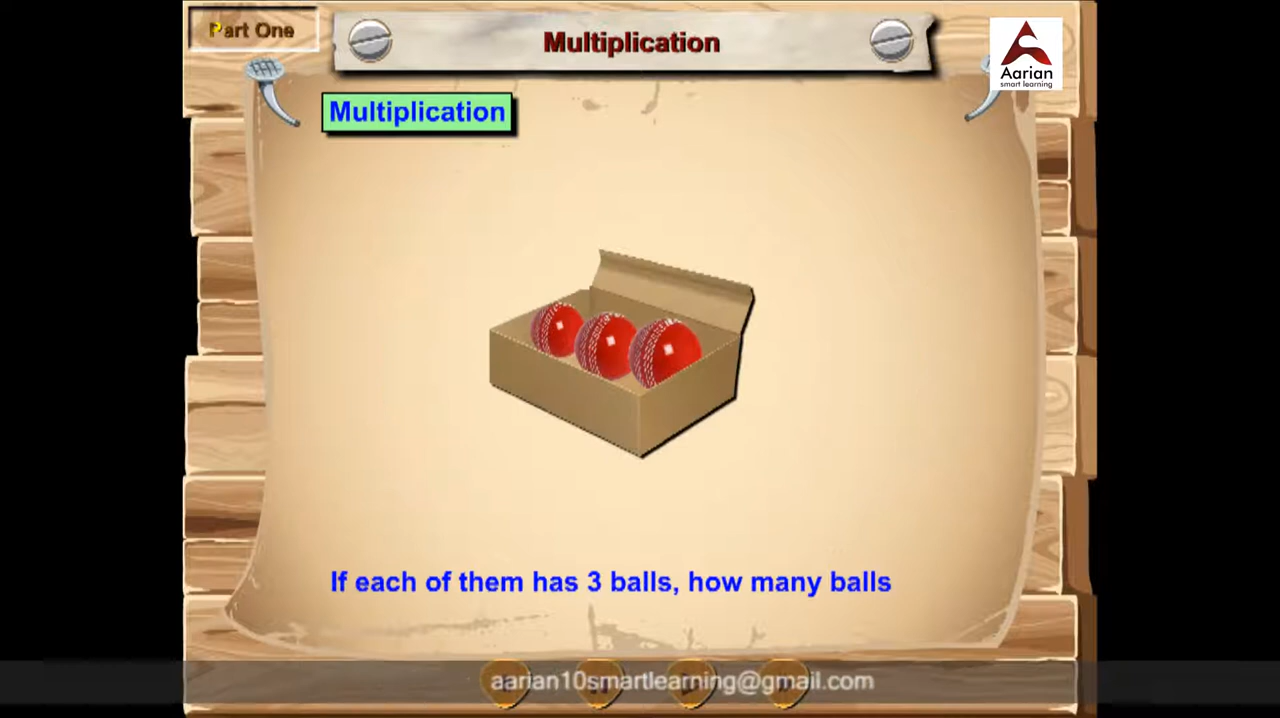 Part One
Multiplication
Aarian
smart learning
Multiplication
If each of them has 3 balls, how many balls
aarian10smartlearning@gmail.com